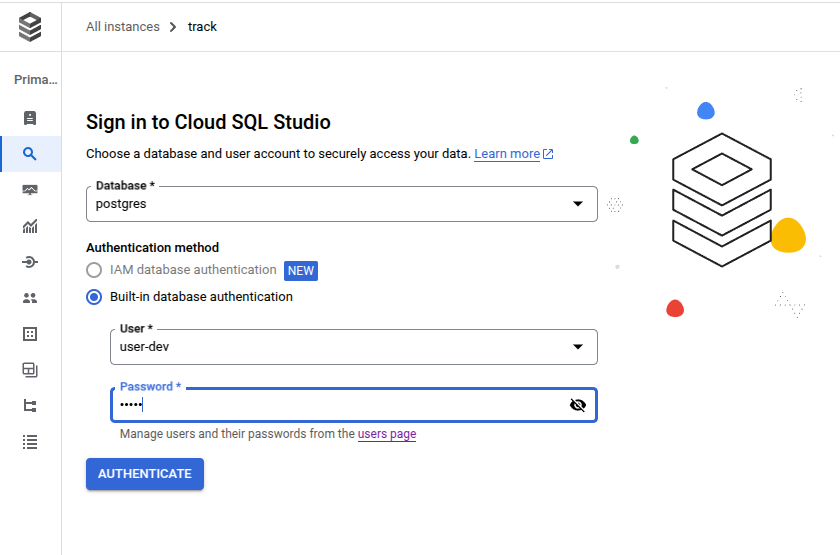 All instances > track
Prima...
Sign in to Cloud SQL Studio
Choose a database and user account to securely access your data. Learn more
Database *
postgres
Authentication method
IAM database authentication NEW
Built-in database authentication
User *
user-dev
Password *
•••••
Manage users and their passwords from the users page
AUTHENTICATE